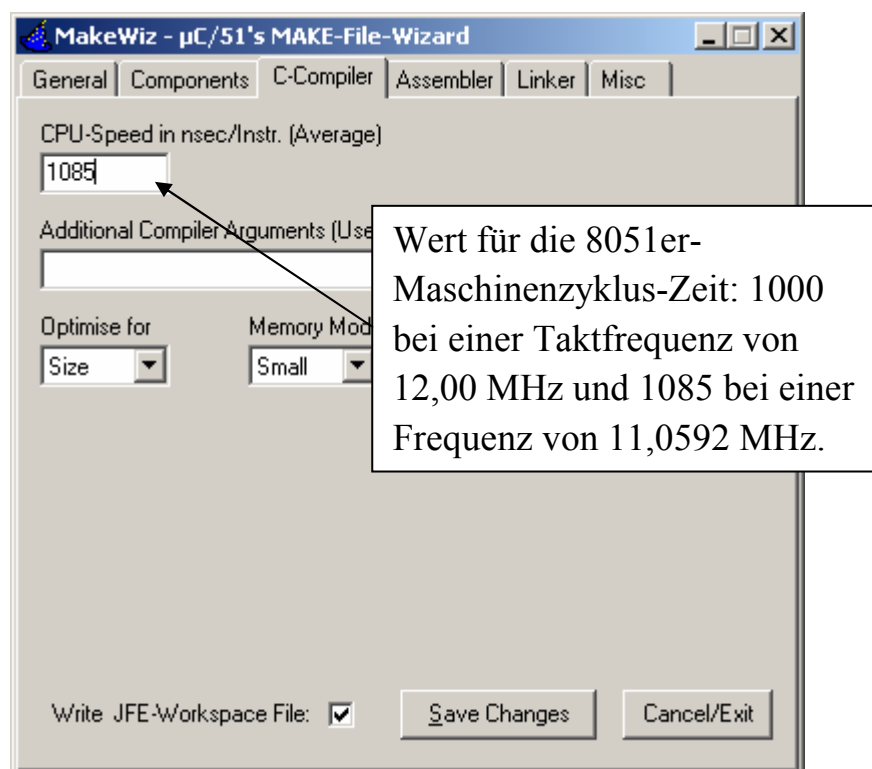 MakeWiz - µC/51's MAKE-File-Wizard
General Components C-Compiler Assembler Linker Misc
CPU-Speed in nsec/Instr. (Average)
1085
Additional Compiler Arguments (Use
Optimise for Memory Mod
Size Small
Wert für die 8051er-
Maschinenzyklus-Zeit: 1000
bei einer Taktfrequenz von
12,00 MHz und 1085 bei einer
Frequenz von 11,0592 MHz.
Write JFE-Workspace File: Save Changes Cancel/Exit